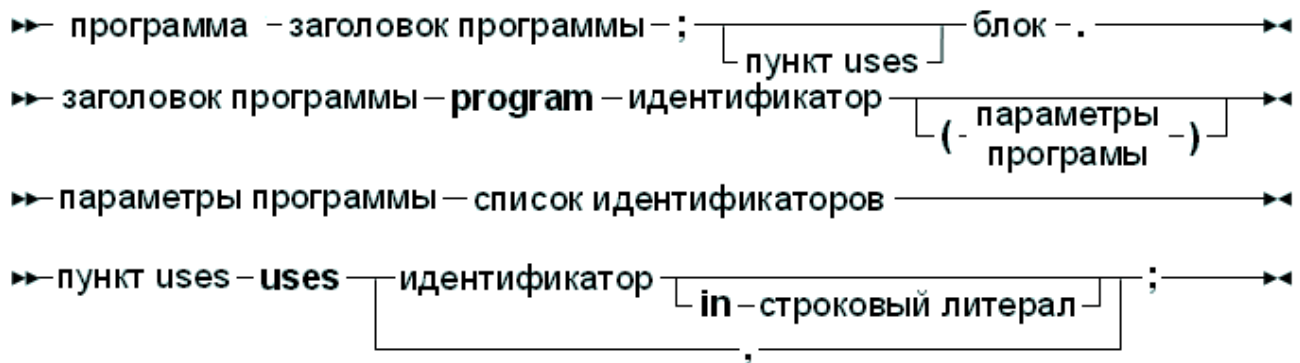 программа заголовок программы ; блок .
пункт uses
заголовок программы program идентификатор
( параметры програмы )
параметры программы список идентификаторов
пункт uses uses идентификатор ;
in строковый литерал
,